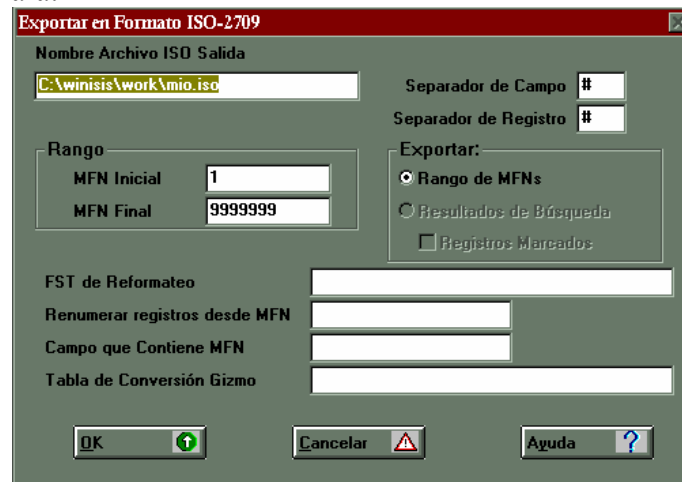 Exportar en Formato ISO-2709
Nombre Archivo ISO Salida
C:\winisis\work\mio.iso
Separador de Campo #
Separador de Registro #
Rango
MFN Inicial 1
MFN Final 9999999
Exportar:
Rango de MFNs
Resultados de Búsqueda
Registros Marcados
FST de Reformateo
Renumerar registros desde MFN
Campo que Contiene MFN
Tabla de Conversión Gizmo
OK
Cancelar
Ayuda ?